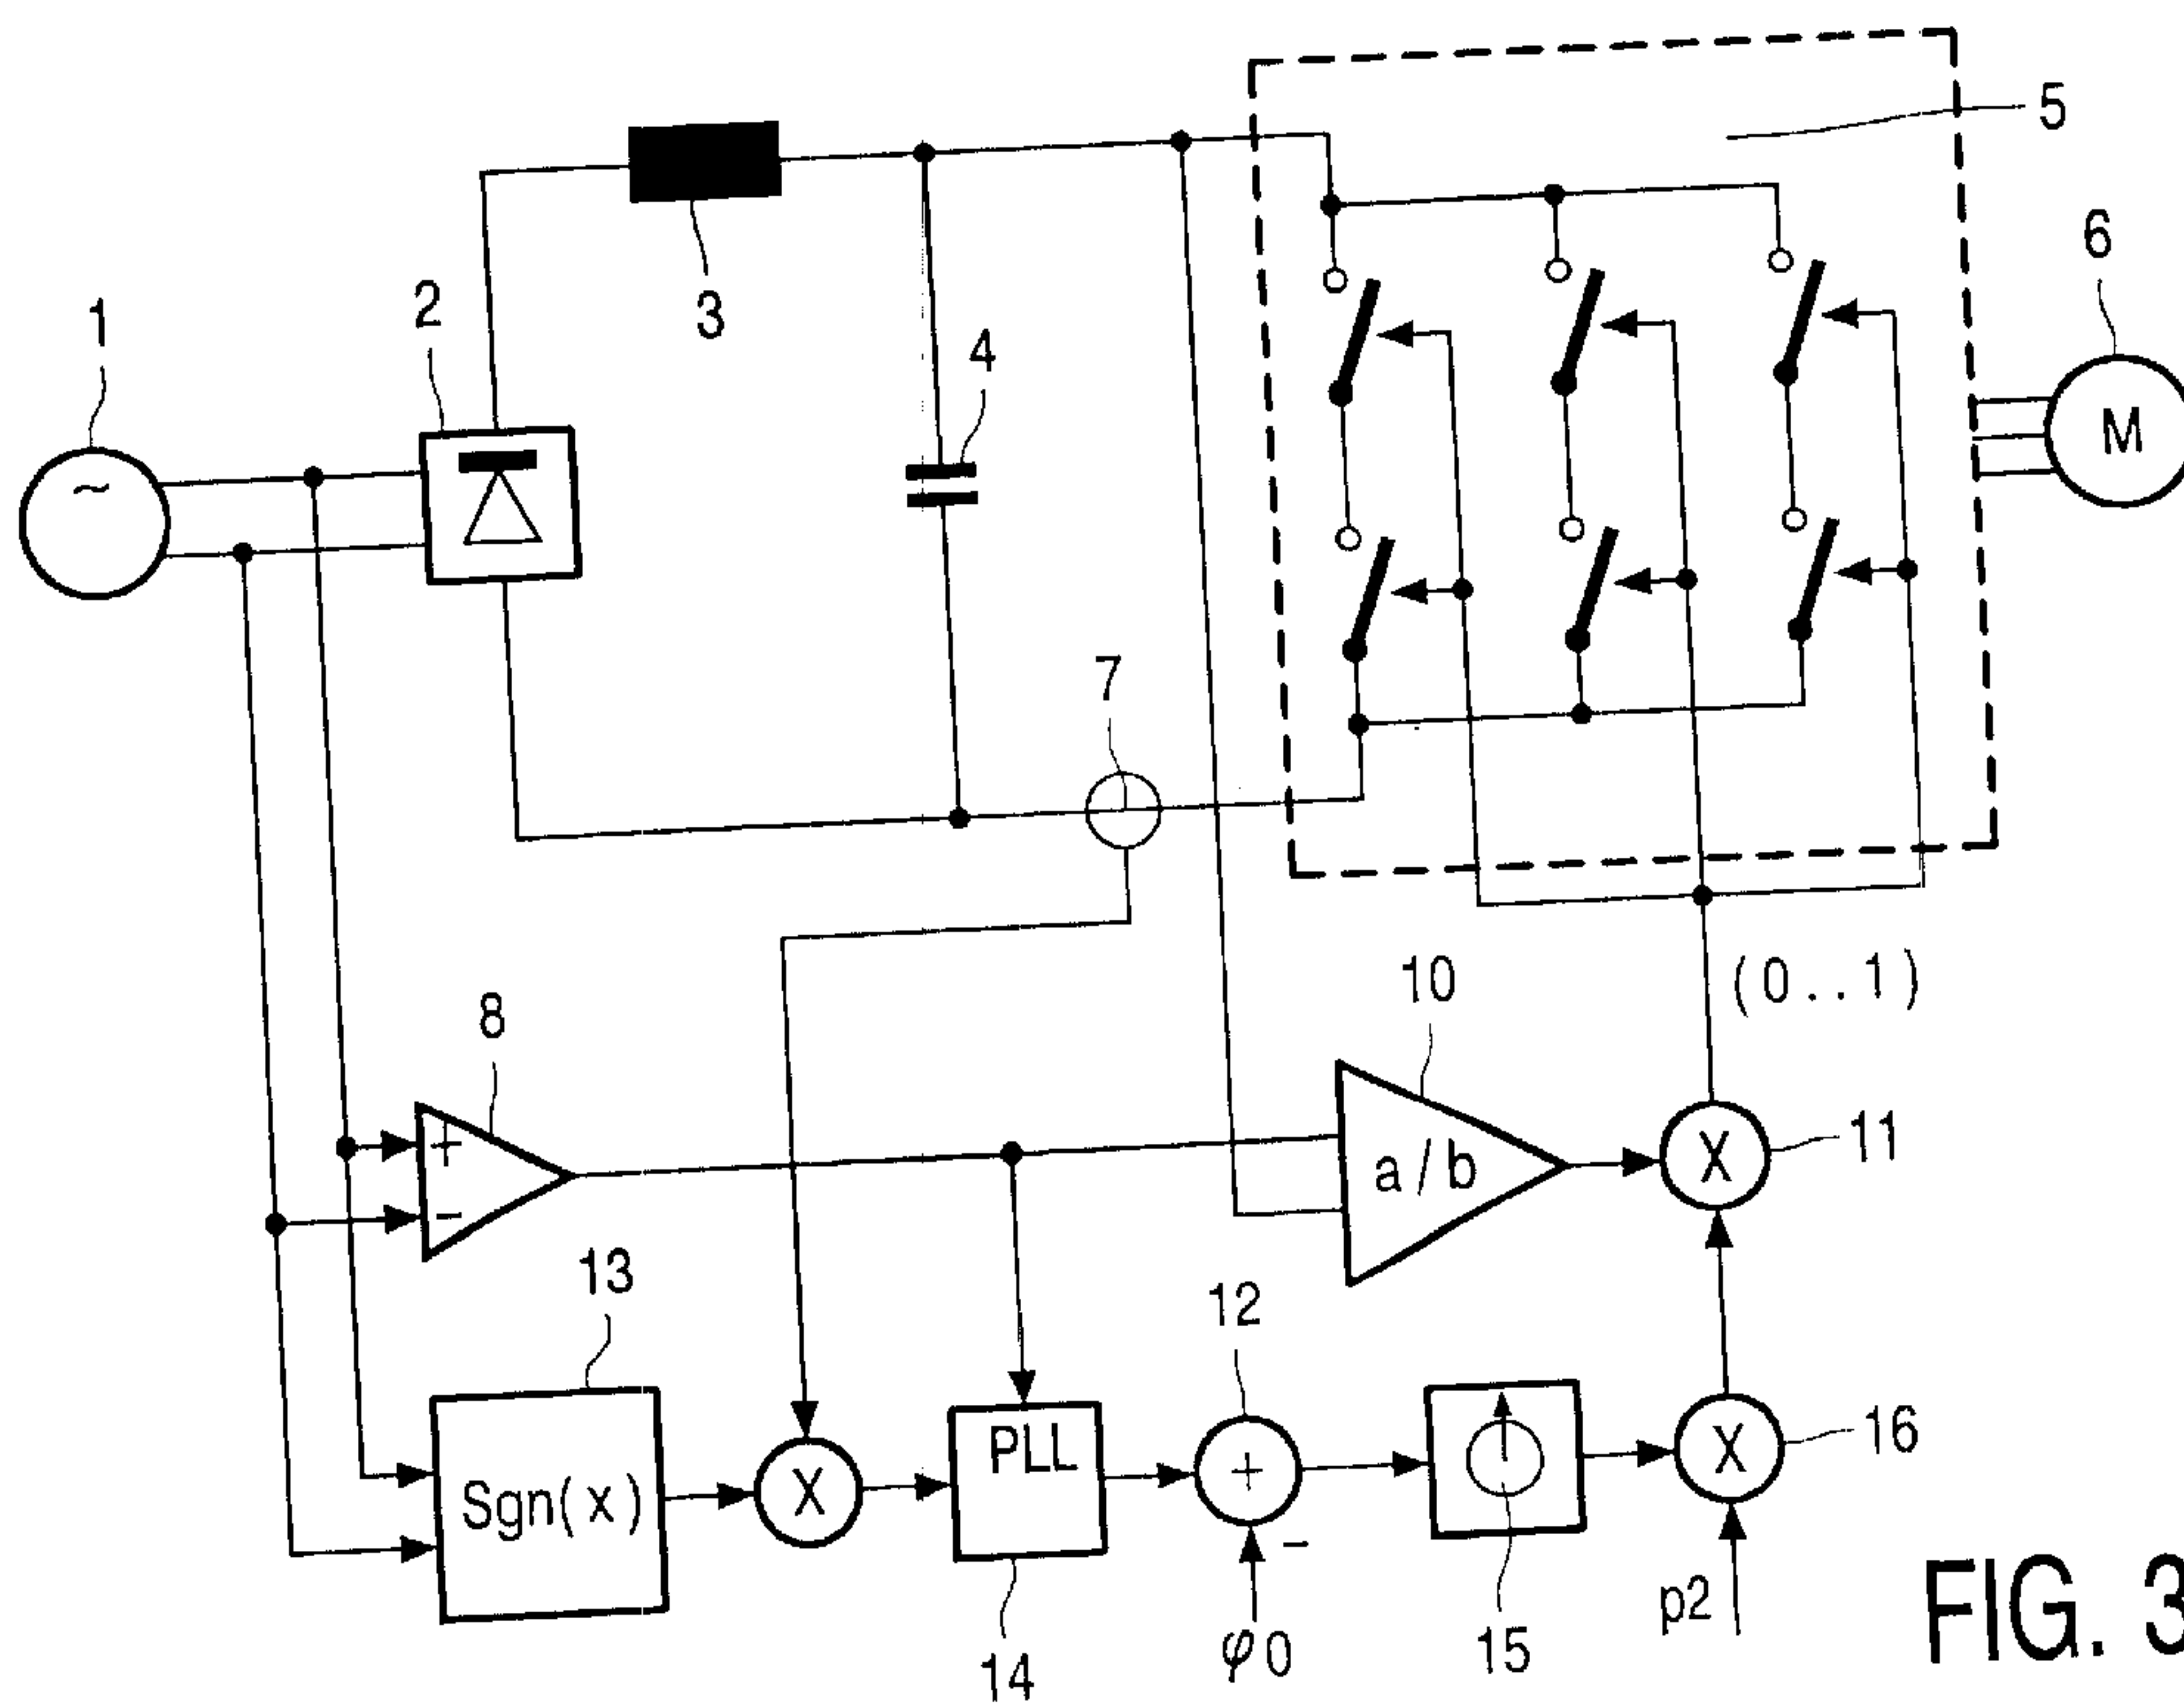 5
6
1
2
3
4
~
M
7
(0..1)
8
10
+
-
a/b
X
11
13
12
Sgn(x)
X
PLL
+
X
16
-
14
φ0
15
p2
FIG. 3